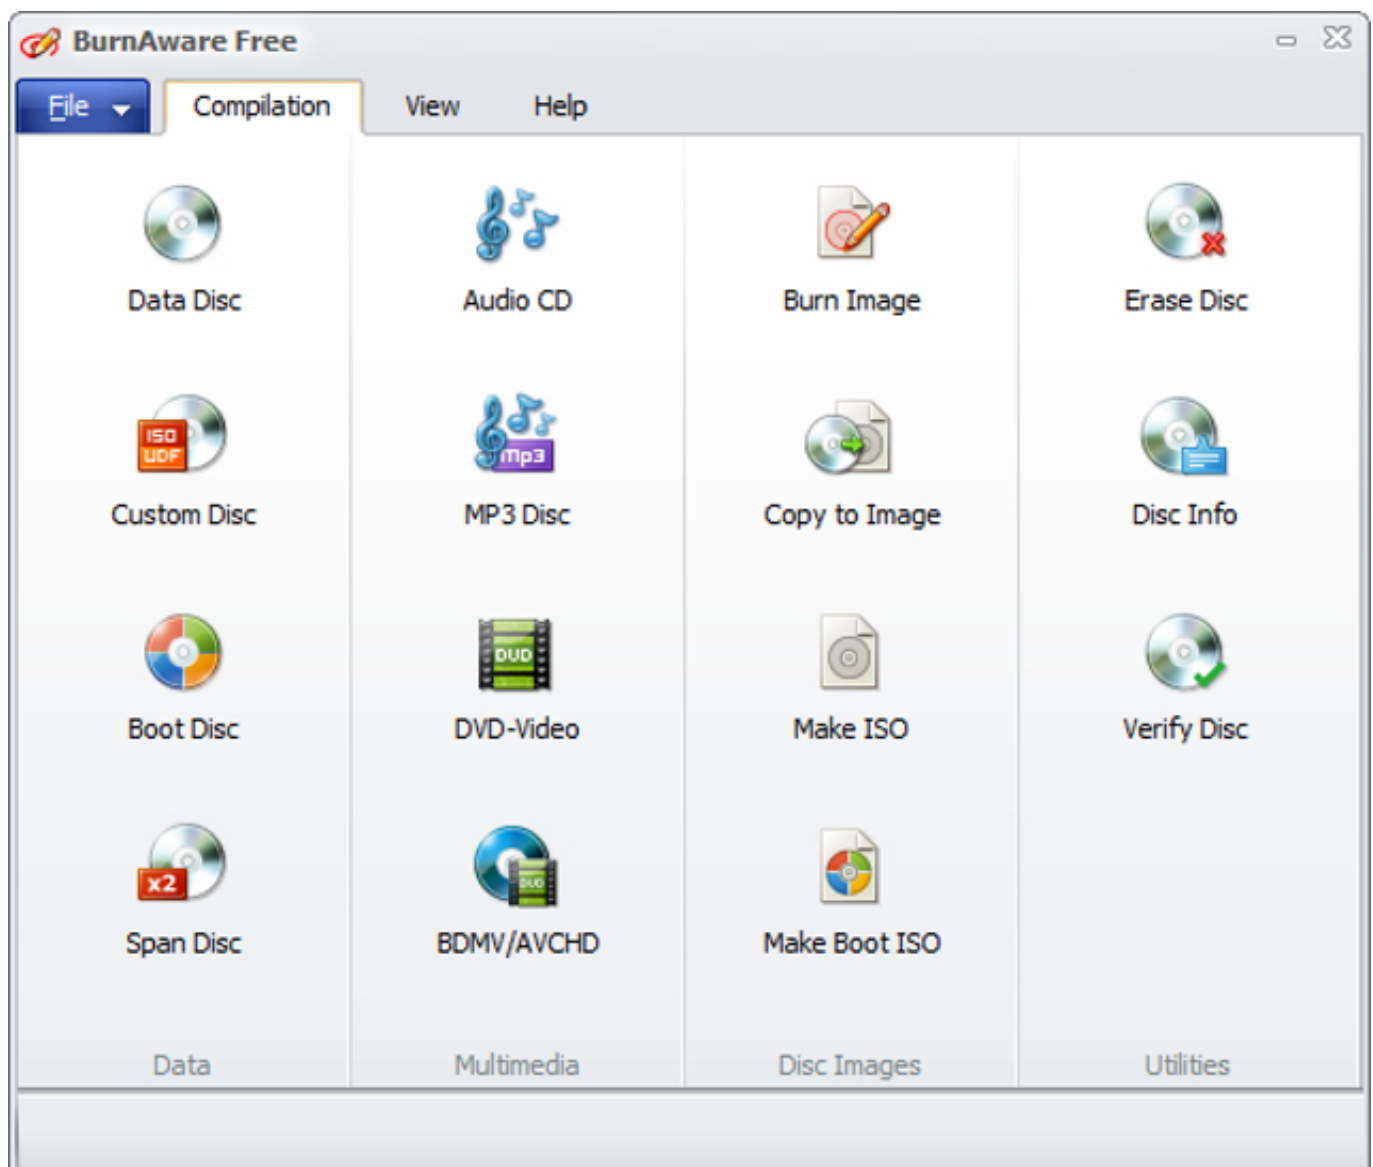 BurnAware Free
File Compilation View Help
Data Disc Audio CD Burn Image Erase Disc
ISO
UDF
Mp3
Custom Disc MP3 Disc Copy to Image Disc Info
DVD
Boot Disc DVD-Video Make ISO Verify Disc
x2
DVD
Span Disc BDMV/AVCHD Make Boot ISO
Data Multimedia Disc Images Utilities